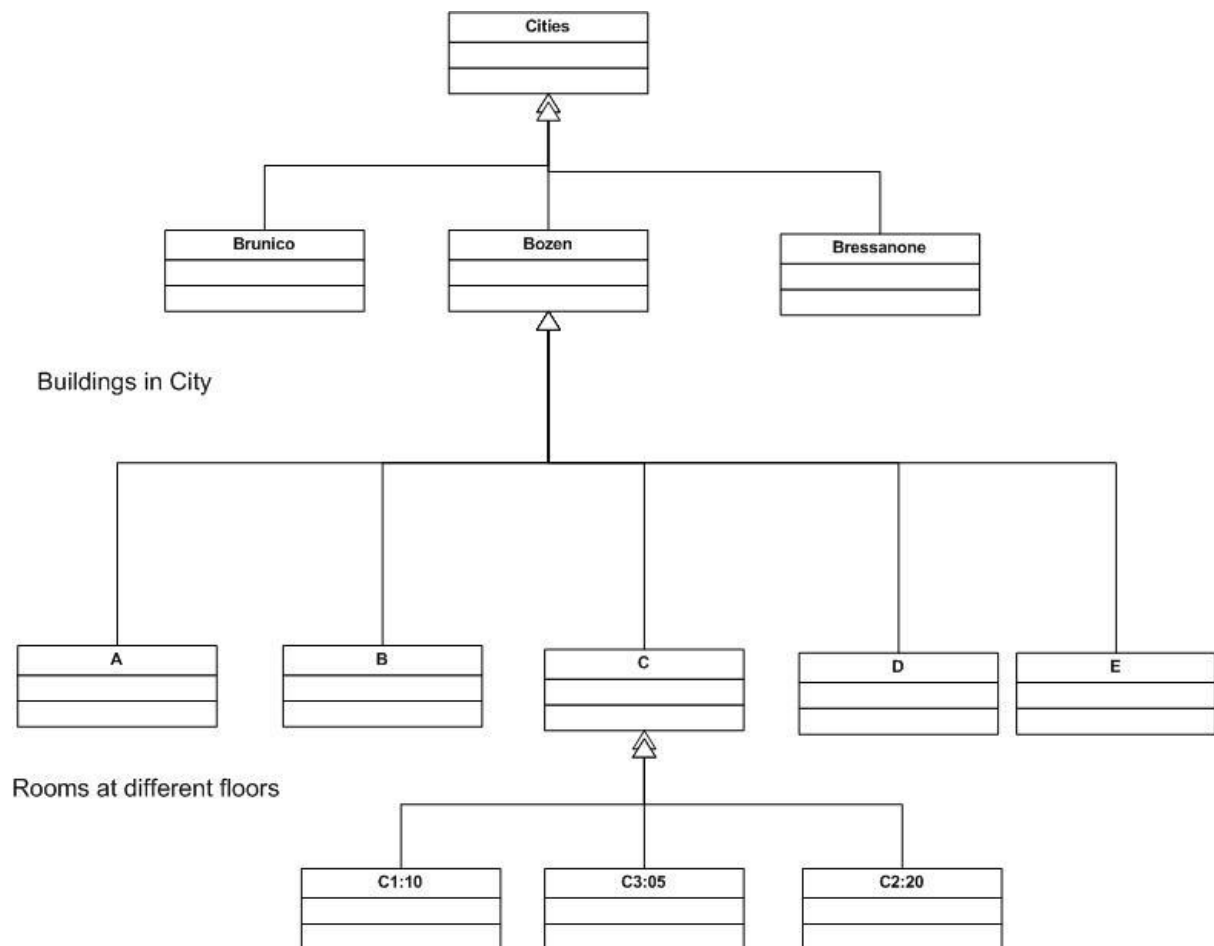 Cities
Brunico
Bozen
Bressanone
Buildings in City
A
B
C
D
E
Rooms at different floors
C1:10
C3:05
C2:20